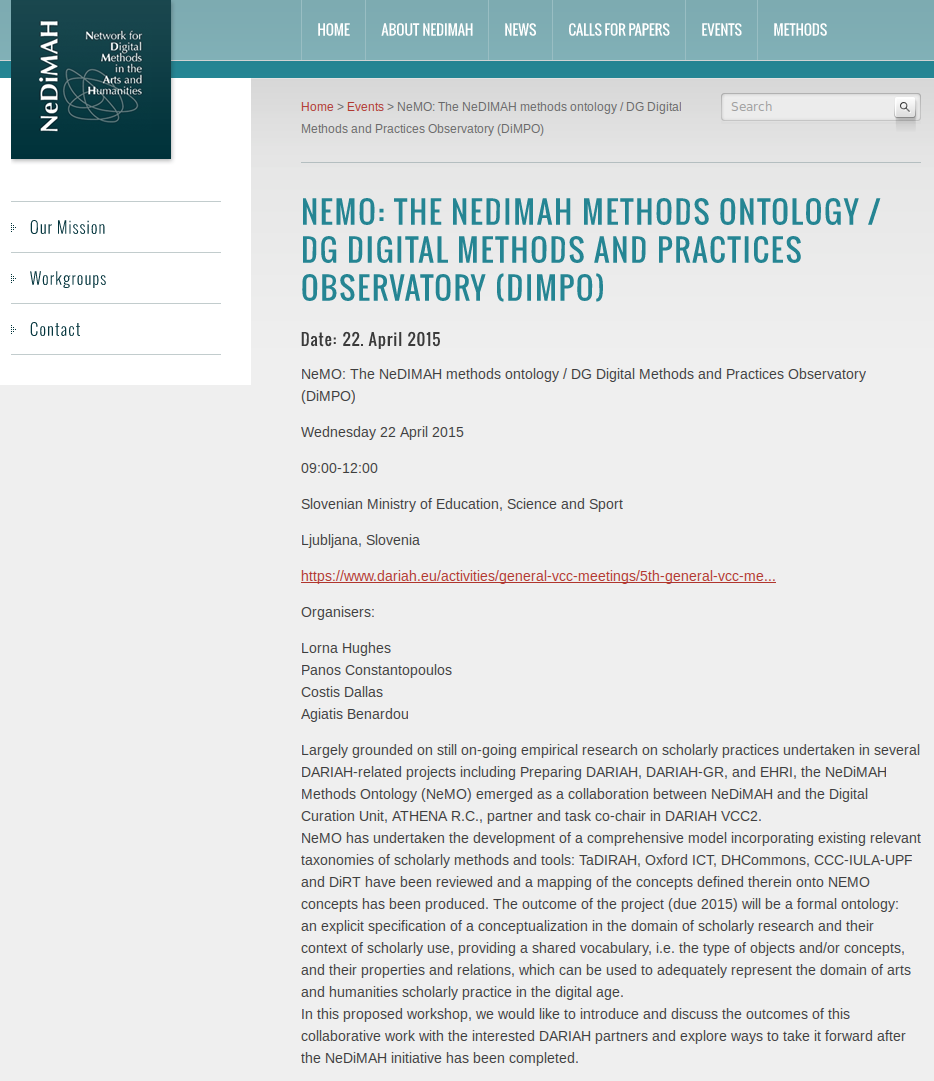 NeDiMAH
Network for
Digital
Methods
in the
Arts and
Humanities
HOME
ABOUT NEDIMAH
NEWS
CALLS FOR PAPERS
EVENTS
METHODS
Home > Events > NeMO: The NeDIMAH methods ontology / DG Digital
Methods and Practices Observatory (DiMPO)
Search
Our Mission
Workgroups
Contact
NEMO: THE NEDIMAH METHODS ONTOLOGY /
DG DIGITAL METHODS AND PRACTICES
OBSERVATORY (DIMPO)
Date: 22. April 2015
NeMO: The NeDIMAH methods ontology / DG Digital Methods and Practices Observatory
(DiMPO)
Wednesday 22 April 2015
09:00-12:00
Slovenian Ministry of Education, Science and Sport
Ljubljana, Slovenia
https://www.dariah.eu/activities/general-vcc-meetings/5th-general-vcc-me...
Organisers:
Lorna Hughes
Panos Constantopoulos
Costis Dallas
Agiatis Benardou
Largely grounded on still on-going empirical research on scholarly practices undertaken in several
DARIAH-related projects including Preparing DARIAH, DARIAH-GR, and EHRI, the NeDiMAH
Methods Ontology (NeMO) emerged as a collaboration between NeDiMAH and the Digital
Curation Unit, ATHENA R.C., partner and task co-chair in DARIAH VCC2.
NeMO has undertaken the development of a comprehensive model incorporating existing relevant
taxonomies of scholarly methods and tools: TaDIRAH, Oxford ICT, DHCommons, CCC-IULA-UPF
and DiRT have been reviewed and a mapping of the concepts defined therein onto NEMO
concepts has been produced. The outcome of the project (due 2015) will be a formal ontology:
an explicit specification of a conceptualization in the domain of scholarly research and their
context of scholarly use, providing a shared vocabulary, i.e. the type of objects and/or concepts,
and their properties and relations, which can be used to adequately represent the domain of arts
and humanities scholarly practice in the digital age.
In this proposed workshop, we would like to introduce and discuss the outcomes of this
collaborative work with the interested DARIAH partners and explore ways to take it forward after
the NeDiMAH initiative has been completed.